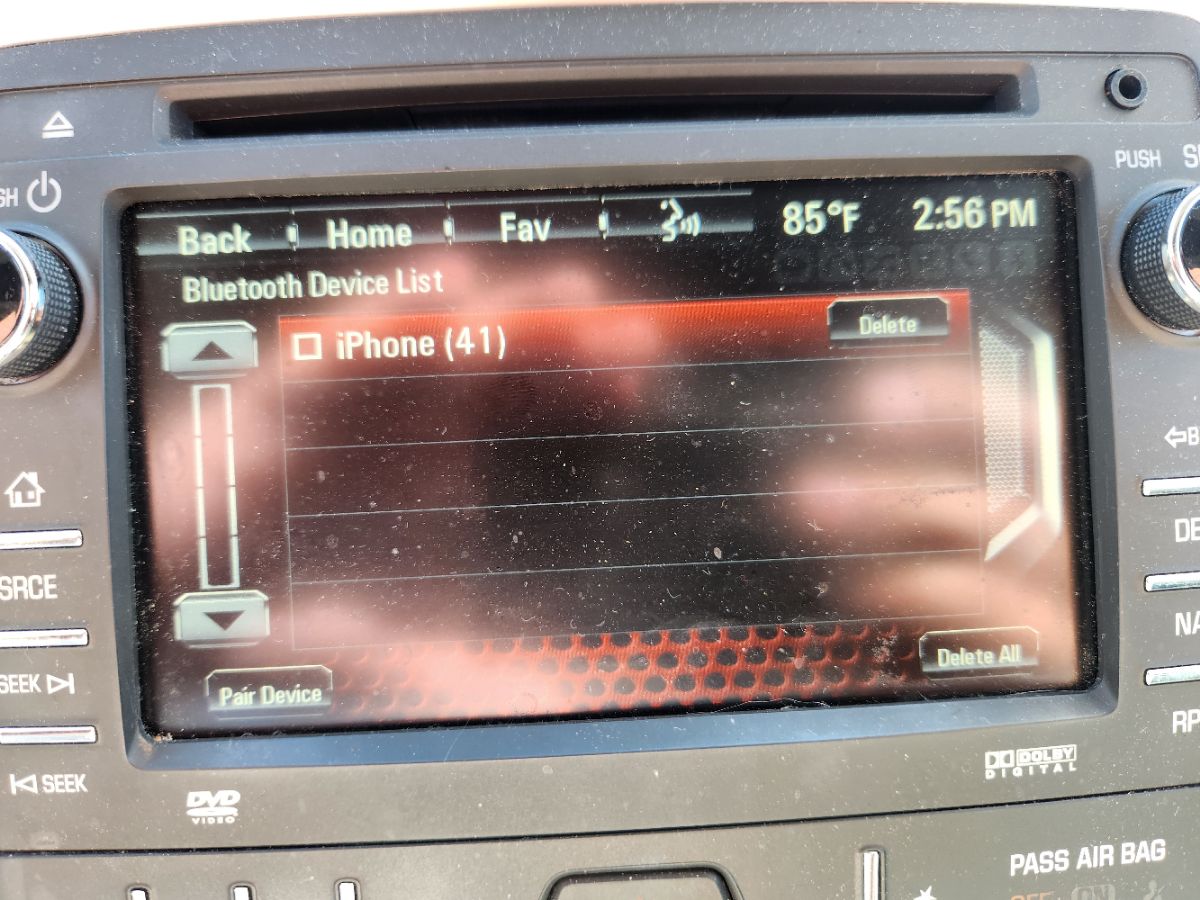 PUSH
Back Home Fav 85°F 2:56 PM
Bluetooth Device List
iPhone (41) Delete
SRCE
SEEK
Pair Device Delete All
SEEK
DVD
VIDEO
DOLBY
DIGITAL
PASS AIR BAG